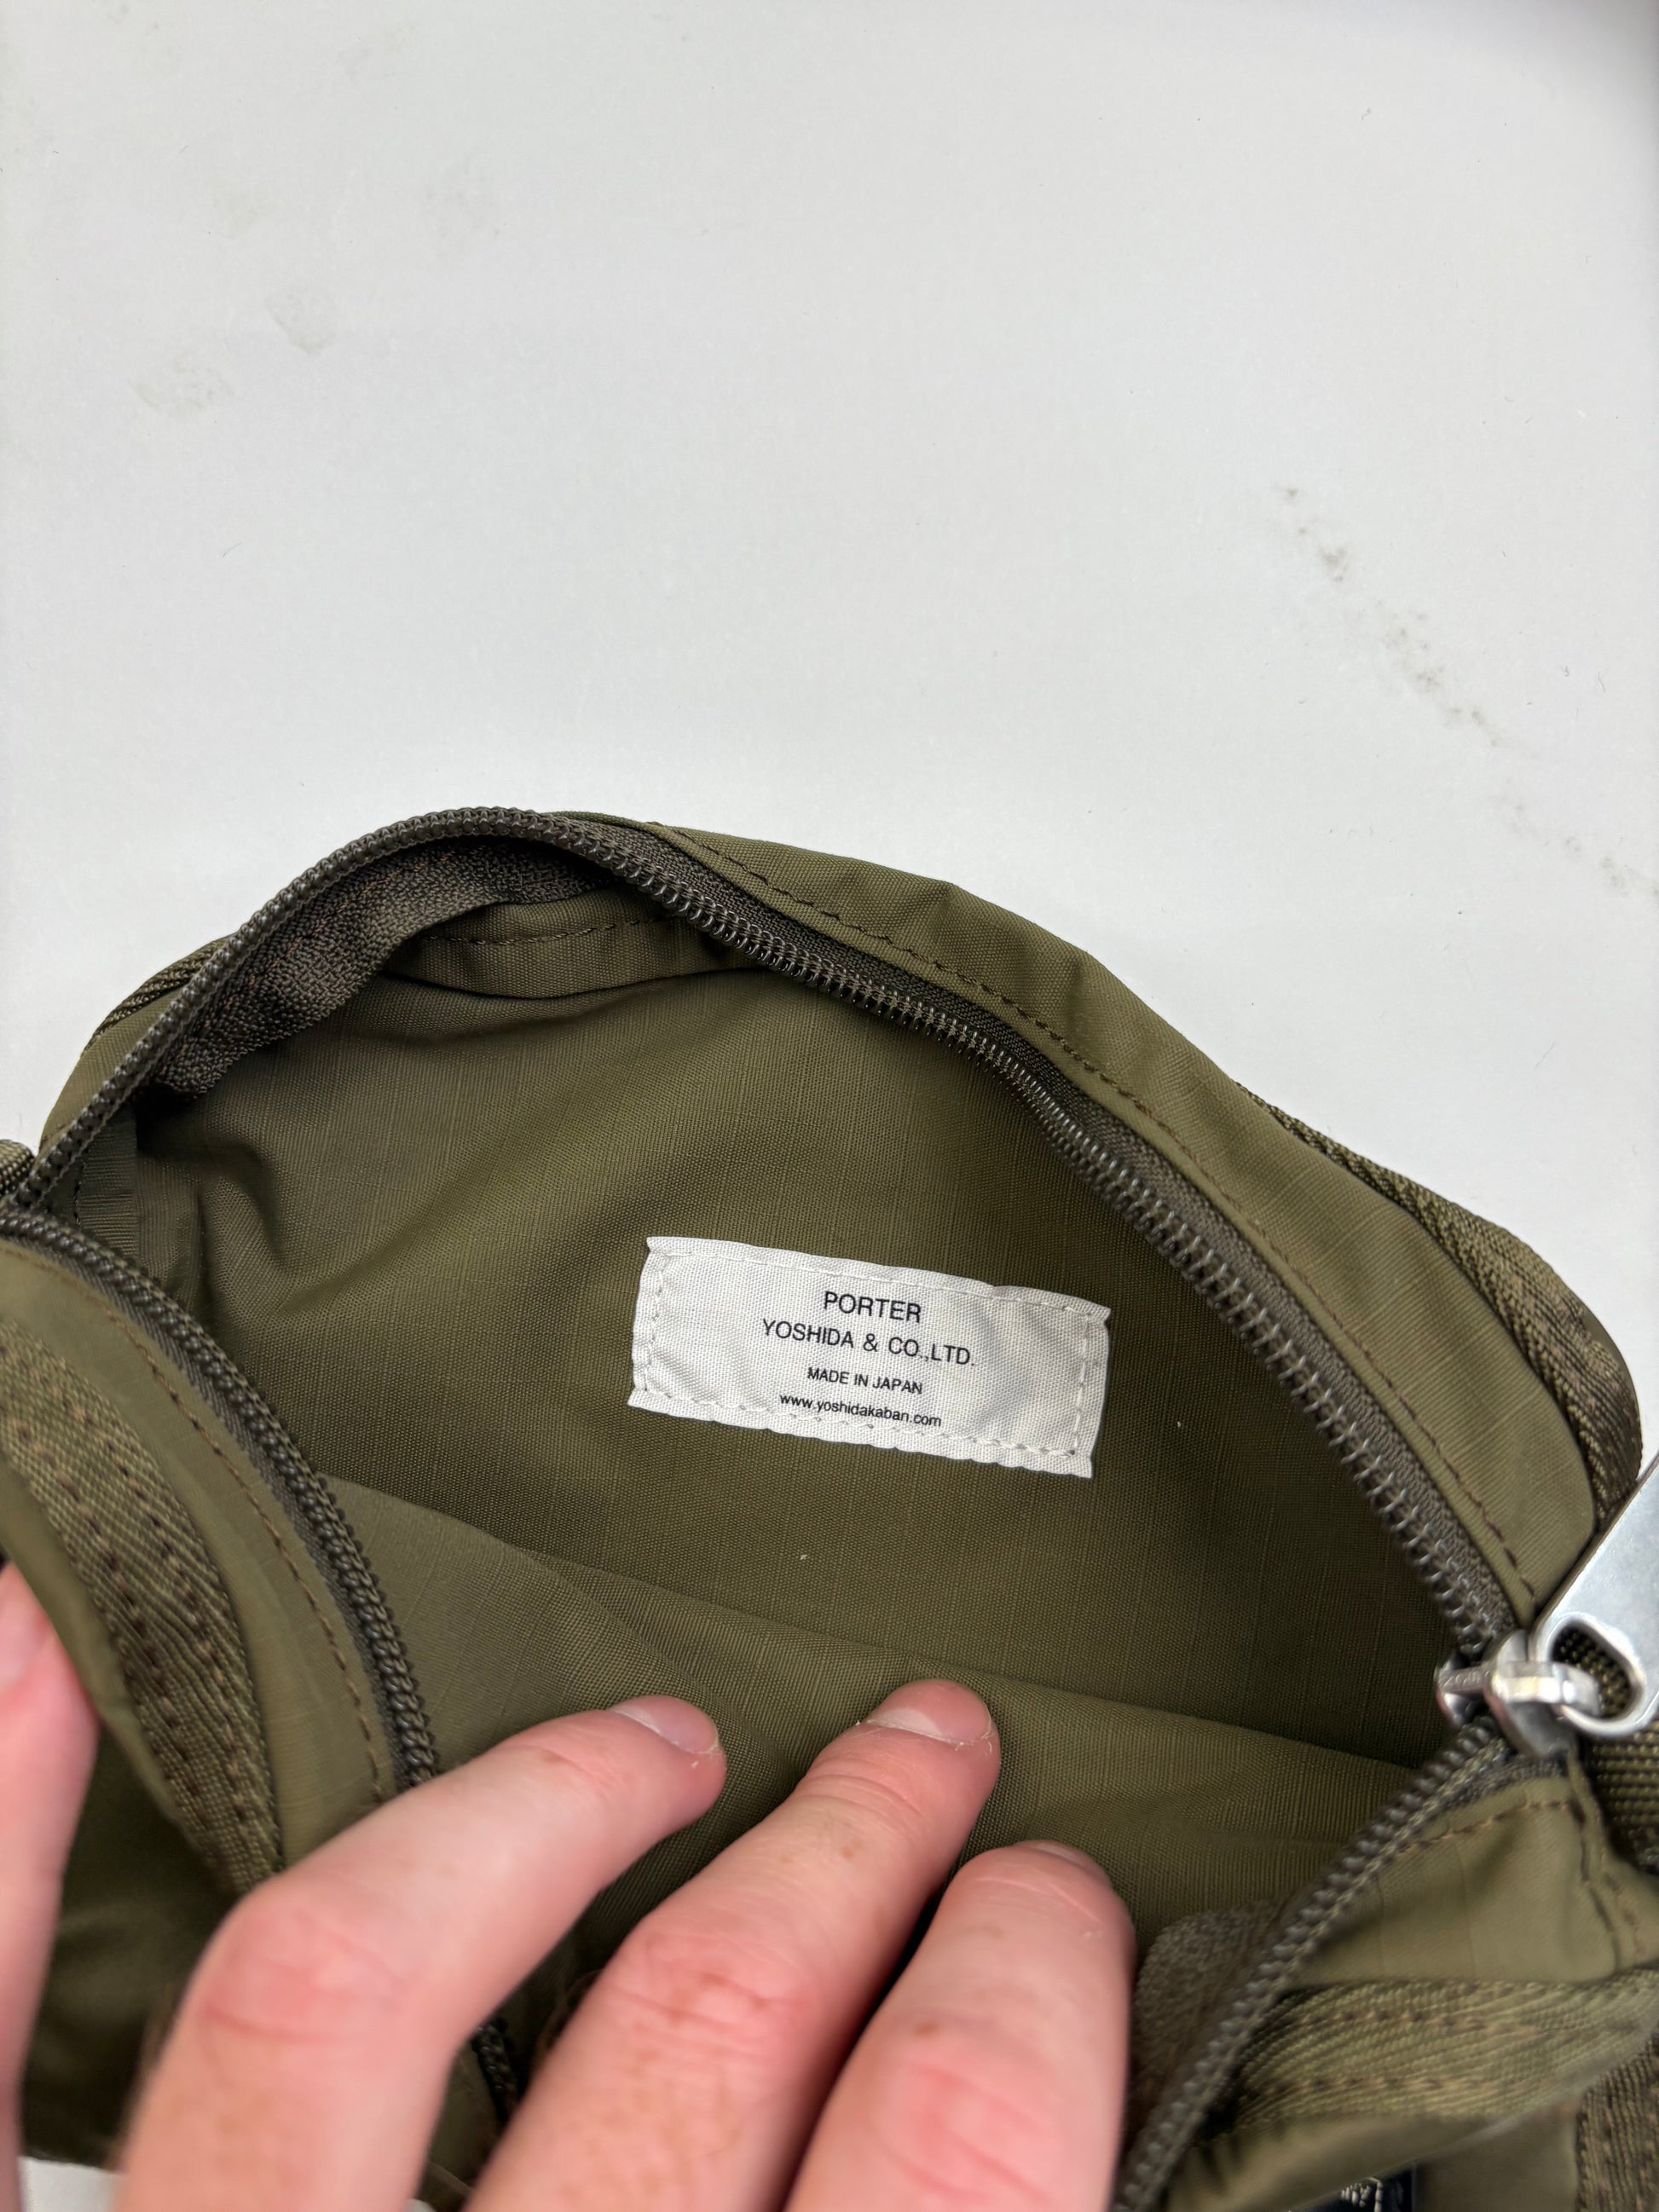 PORTER
YOSHIDA & CO.,LTD.
MADE IN JAPAN
www.yoshidakaban.com